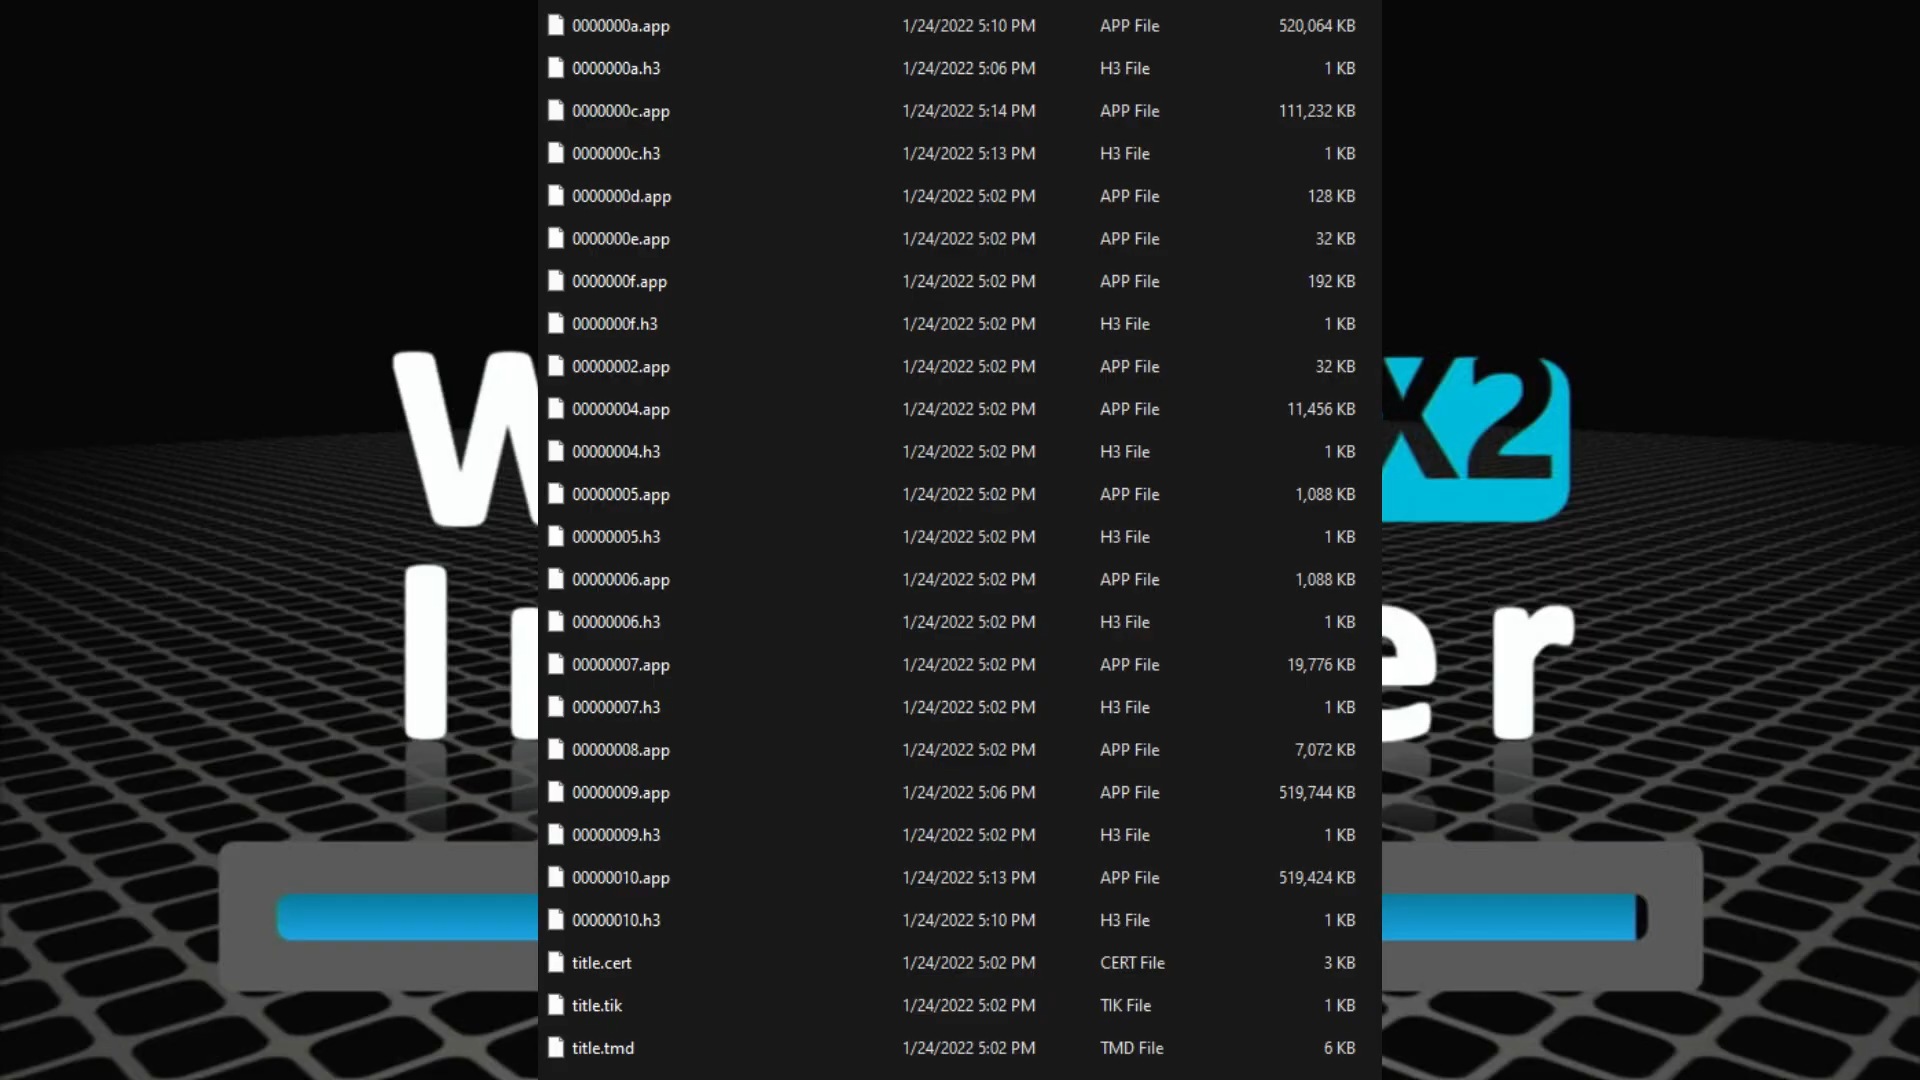 0000000a.app 1/24/2022 5:10 PM APP File 520,064 KB
0000000a.h3 1/24/2022 5:06 PM H3 File 1 KB
0000000c.app 1/24/2022 5:14 PM APP File 111,232 KB
0000000c.h3 1/24/2022 5:13 PM H3 File 1 KB
0000000d.app 1/24/2022 5:02 PM APP File 128 KB
0000000e.app 1/24/2022 5:02 PM APP File 32 KB
0000000f.app 1/24/2022 5:02 PM APP File 192 KB
0000000f.h3 1/24/2022 5:02 PM H3 File 1 KB
00000002.app 1/24/2022 5:02 PM APP File 32 KB
00000004.app 1/24/2022 5:02 PM APP File 11,456 KB
00000004.h3 1/24/2022 5:02 PM H3 File 1 KB
00000005.app 1/24/2022 5:02 PM APP File 1,088 KB
00000005.h3 1/24/2022 5:02 PM H3 File 1 KB
00000006.app 1/24/2022 5:02 PM APP File 1,088 KB
00000006.h3 1/24/2022 5:02 PM H3 File 1 KB
00000007.app 1/24/2022 5:02 PM APP File 19,776 KB
00000007.h3 1/24/2022 5:02 PM H3 File 1 KB
00000008.app 1/24/2022 5:02 PM APP File 7,072 KB
00000009.app 1/24/2022 5:06 PM APP File 519,744 KB
00000009.h3 1/24/2022 5:02 PM H3 File 1 KB
00000010.app 1/24/2022 5:13 PM APP File 519,424 KB
00000010.h3 1/24/2022 5:10 PM H3 File 1 KB
title.cert 1/24/2022 5:02 PM CERT File 3 KB
title.tik 1/24/2022 5:02 PM TIK File 1 KB
title.tmd 1/24/2022 5:02 PM TMD File 6 KB